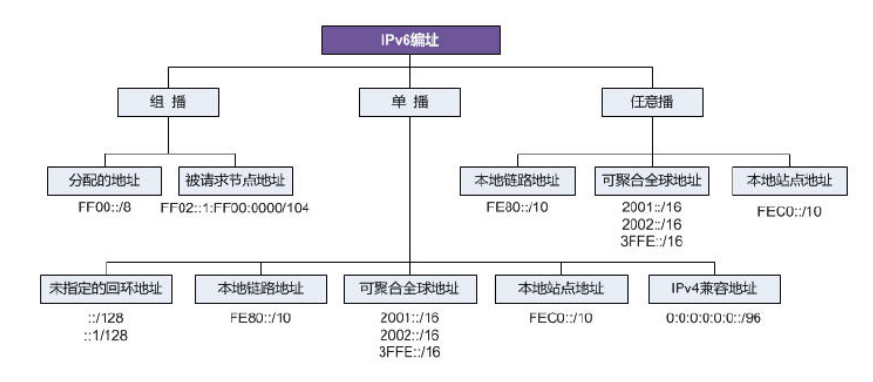 IPv6编址
组 播
单 播
任意播
分配的地址
被请求节点地址
本地链路地址
可聚合全球地址
本地站点地址
FF00::/8
FF02::1:FF00:0000/104
FE80::/10
2001::/16
2002::/16
3FFE::/16
FEC0::/10
未指定的回环地址
本地链路地址
可聚合全球地址
本地站点地址
IPv4兼容地址
::/128
::1/128
FE80::/10
2001::/16
2002::/16
3FFE::/16
FEC0::/10
0:0:0:0:0:0::/96